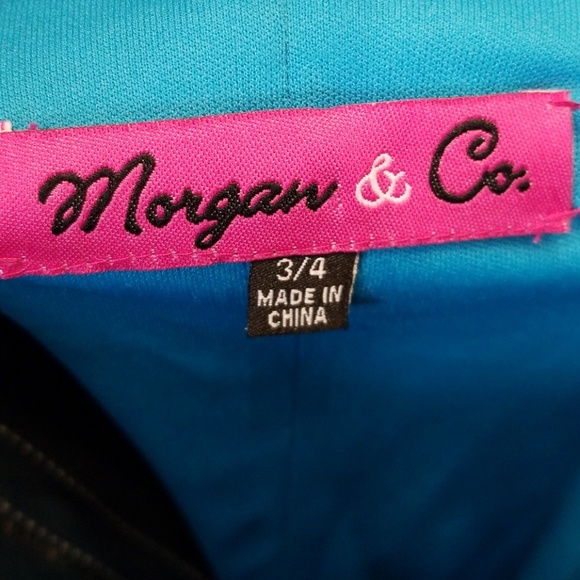 Morgan & Co.
3/4
MADE IN
CHINA